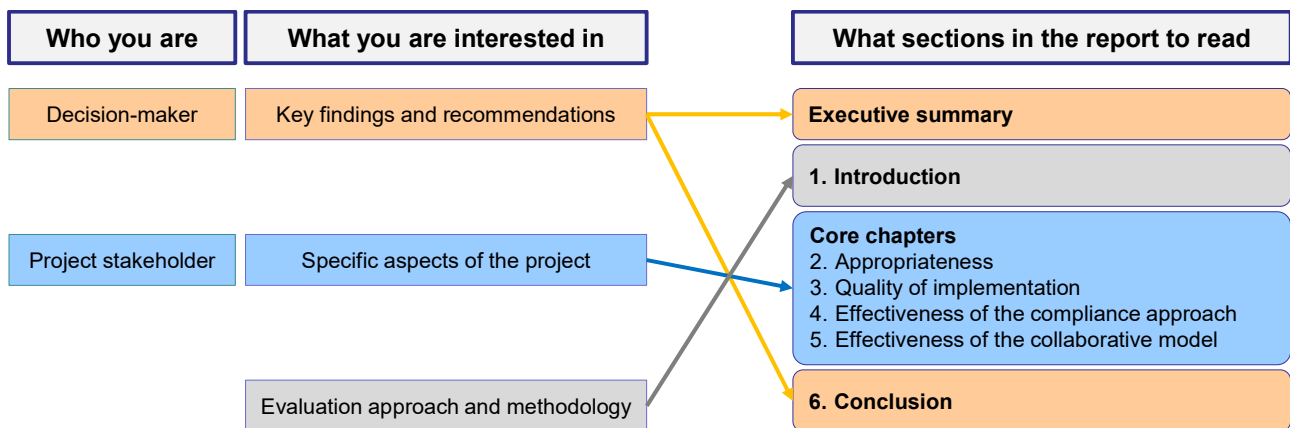 Who you are
What you are interested in
What sections in the report to read
Decision-maker
Key findings and recommendations
Executive summary
1. Introduction
Project stakeholder
Specific aspects of the project
Core chapters
2. Appropriateness
3. Quality of implementation
4. Effectiveness of the compliance approach
5. Effectiveness of the collaborative model
Evaluation approach and methodology
6. Conclusion